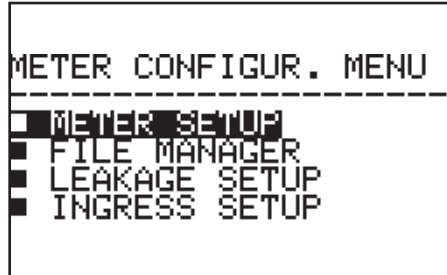 METER CONFIGUR. MENU
----------------------
METER SETUP
FILE MANAGER
LEAKAGE SETUP
INGRESS SETUP